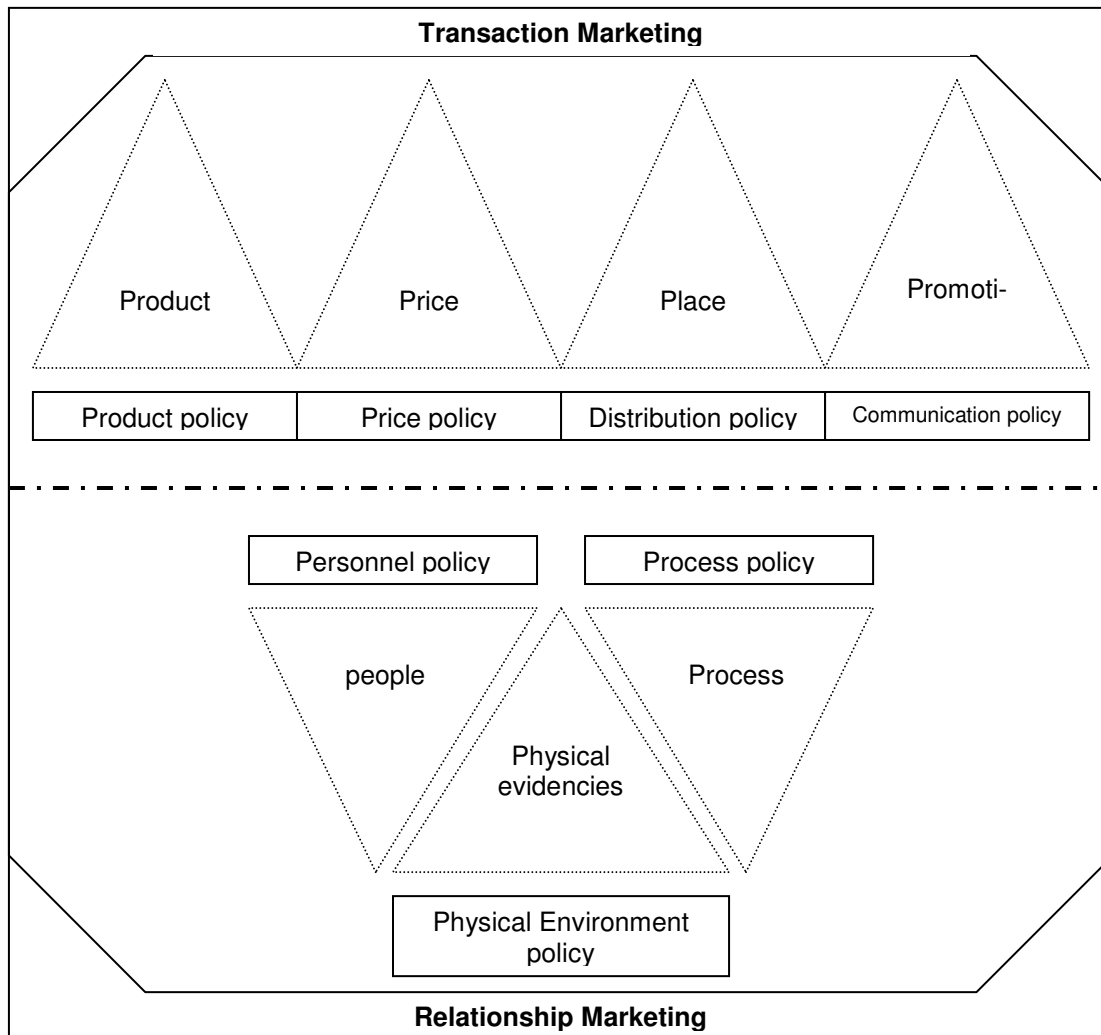 Transaction Marketing
Product
Price
Place
Promoti-
Product policy
Price policy
Distribution policy
Communication policy
Personnel policy
Process policy
people
Process
Physical
evidencies
Physical Environment
policy
Relationship Marketing